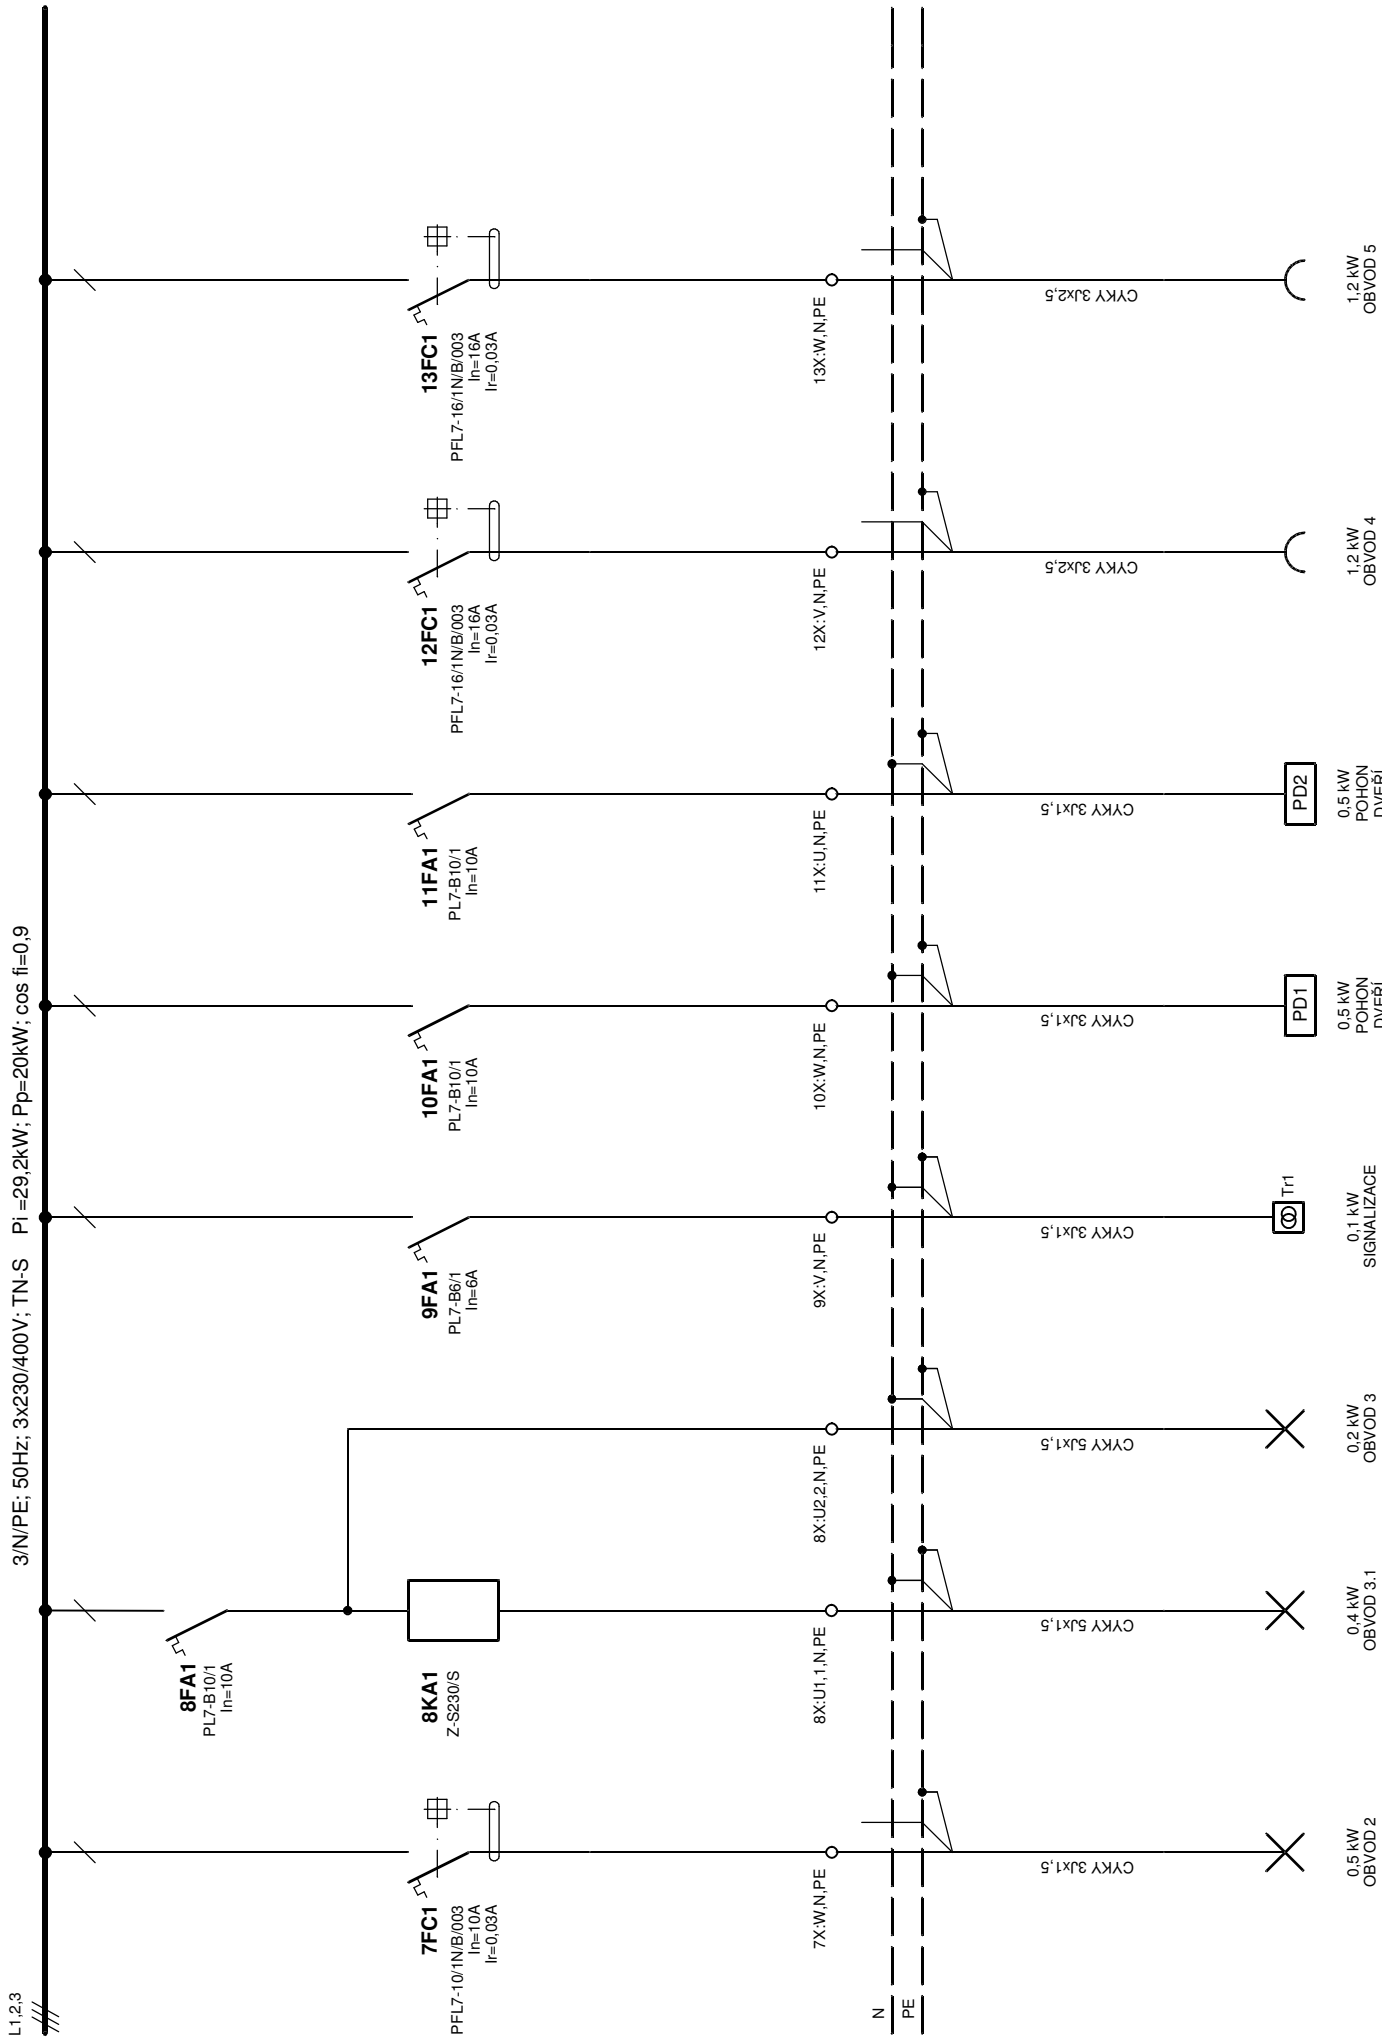 L1,2,3
3/N/PE; 50Hz; 3x230/400V; TN-S Pi =29,2kW; Pp=20kW; cos fi=0,9
7FC1
PFL7-10/1N/B/003
In=10A
Ir=0,03A
7X:W,N,PE
CYKY 3Jx1,5
0,5 kW
OBVOD 2
8FA1
PL7-B10/1
In=10A
8KA1
Z-S230/S
8X:U1,1,N,PE
CYKY 5Jx1,5
0,4 kW
OBVOD 3.1
8X:U2,2,N,PE
CYKY 5Jx1,5
0,2 kW
OBVOD 3
9FA1
PL7-B6/1
In=6A
9X:V,N,PE
CYKY 3Jx1,5
Tr1
0,1 kW
SIGNALIZACE
10FA1
PL7-B10/1
In=10A
10X:W,N,PE
CYKY 3Jx1,5
PD1
0,5 kW
POHON
DVEŘÍ
11FA1
PL7-B10/1
In=10A
11X:U,N,PE
CYKY 3Jx1,5
PD2
0,5 kW
POHON
DVEŘÍ
12FC1
PFL7-16/1N/B/003
In=16A
Ir=0,03A
12X:V,N,PE
CYKY 3Jx2,5
1,2 kW
OBVOD 4
13FC1
PFL7-16/1N/B/003
In=16A
Ir=0,03A
13X:W,N,PE
CYKY 3Jx2,5
1,2 kW
OBVOD 5
N
PE